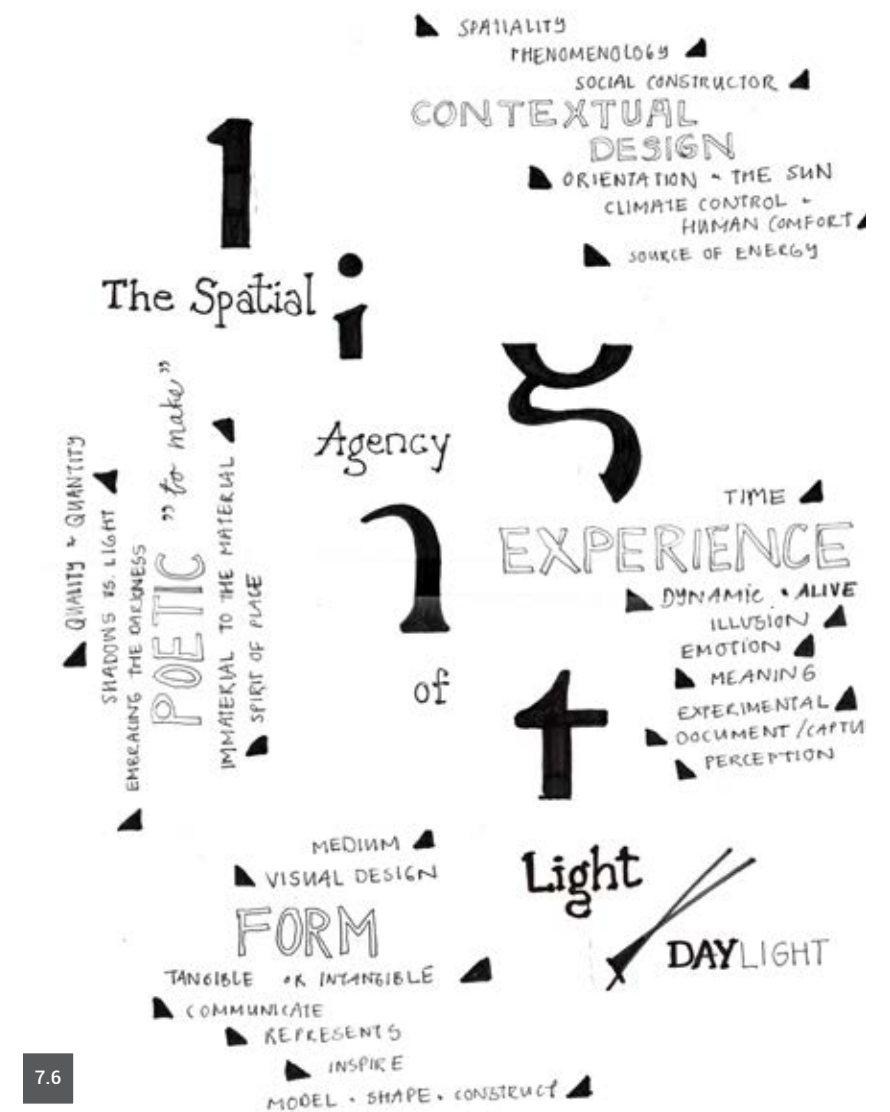 SPATIALITY
PHENOMENOLOGY
SOCIAL CONSTRUCTOR
CONTEXTUAL
DESIGN
ORIENTATION - THE SUN
CLIMATE CONTROL +
HUMAN COMFORT
SOURCE OF ENERGY
l
i
g
h
t
The Spatial
Agency
of
Light
QUALITY + QUANTITY
SHADOWS VS. LIGHT
EMBRACING THE DARKNESS
POETIC "to make"
IMMATERIAL TO THE MATERIAL
SPIRIT OF PLACE
TIME
EXPERIENCE
DYNAMIC • ALIVE
ILLUSION
EMOTION
MEANING
EXPERIMENTAL
DOCUMENT/CAPTU
PERCEPTION
MEDIUM
VISUAL DESIGN
FORM
TANGIBLE OR INTANGIBLE
COMMUNICATE
REPRESENTS
INSPIRE
MODEL • SHAPE • CONSTRUCT
DAYLIGHT
7.6